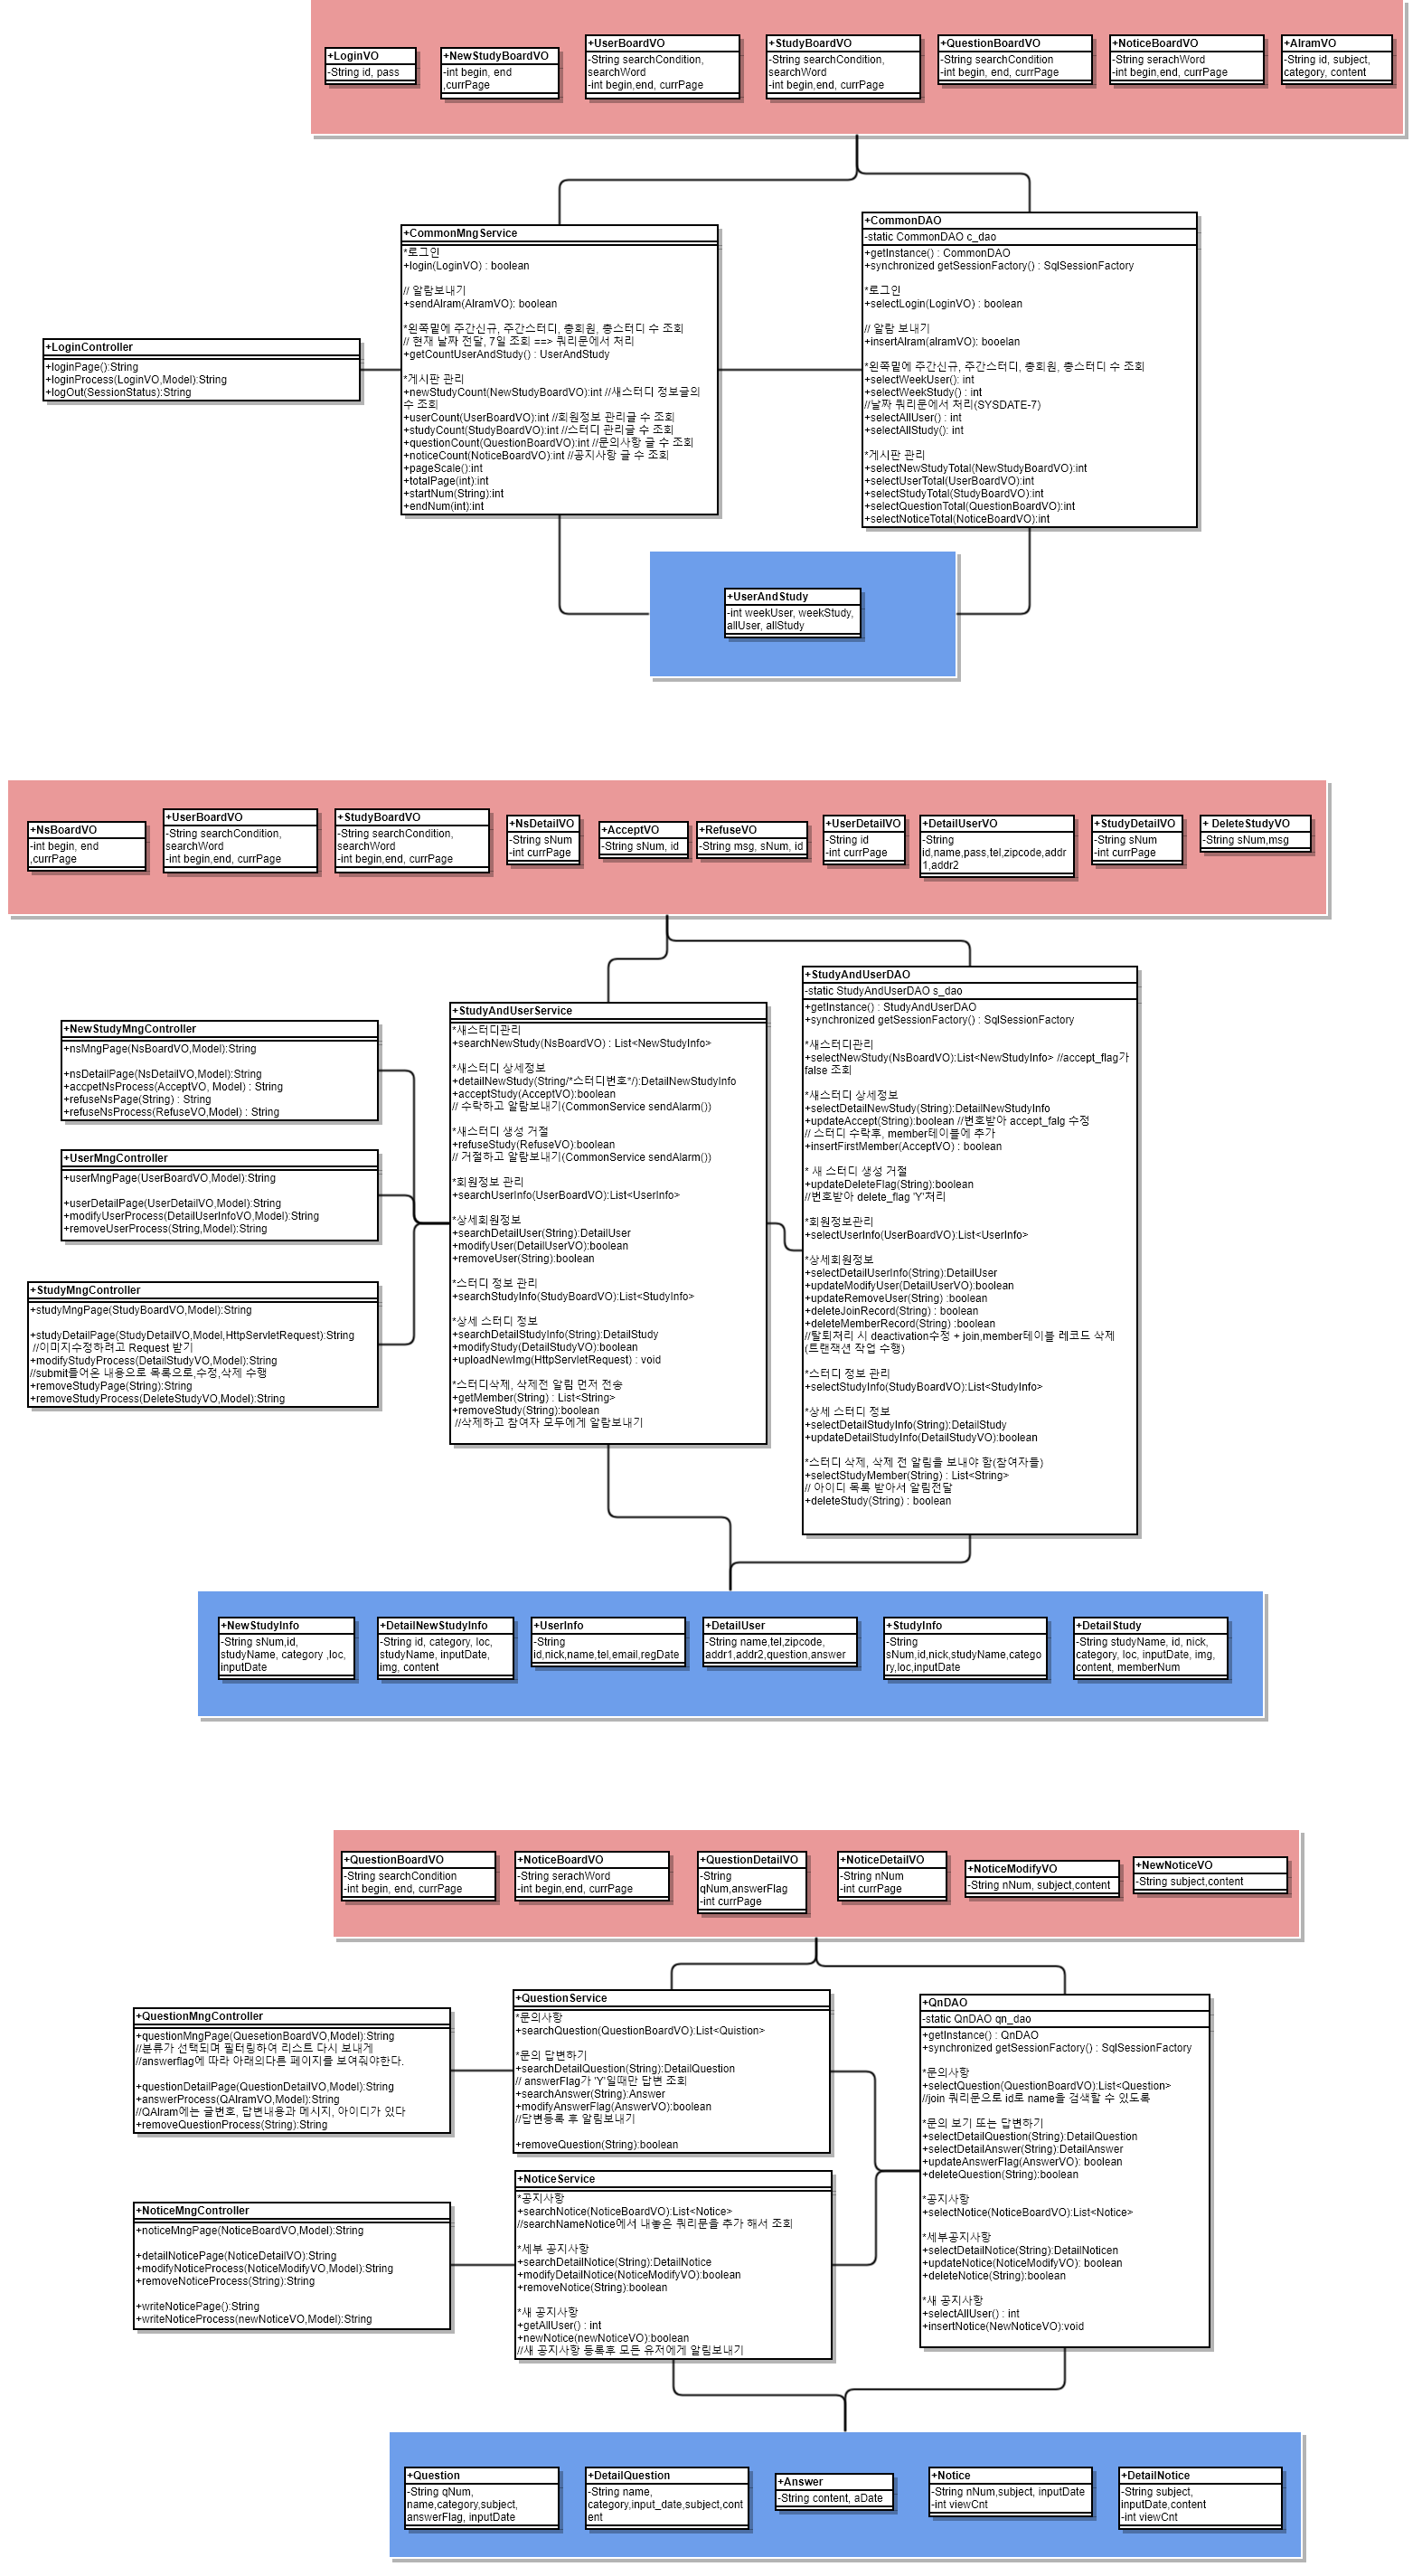 +LoginVO
-String id, pass
+NewStudyBoardVO
-int begin, end
,currPage
+UserBoardVO
-String searchCondition,
searchWord
-int begin,end, currPage
+StudyBoardVO
-String searchCondition,
searchWord
-int begin,end, currPage
+QuestionBoardVO
-String searchCondition
-int begin, end, currPage
+NoticeBoardVO
-String serachWord
-int begin,end, currPage
+AlramVO
-String id, subject,
category, content
+CommonMngService
*로그인
+login(LoginVO) : boolean
// 알람보내기
+sendAlram(AlramVO): boolean
*왼쪽밑에 주간신규, 주간스터디, 총회원, 총스터디 수 조회
// 현재 날짜 전달, 7일 조회 ==> 쿼리문에서 처리
+getCountUserAndStudy() : UserAndStudy
*게시판 관리
+newStudyCount(NewStudyBoardVO):int //새스터디 정보글의
수 조회
+userCount(UserBoardVO):int //회원정보 관리글 수 조회
+studyCount(StudyBoardVO):int //스터디 관리글 수 조회
+questionCount(QuestionBoardVO):int //문의사항 글 수 조회
+noticeCount(NoticeBoardVO):int //공지사항 글 수 조회
+pageScale():int
+totalPage(int):int
+startNum(String):int
+endNum(int):int
+CommonDAO
-static CommonDAO c_dao
+getInstance() : CommonDAO
+synchronized getSessionFactory() : SqlSessionFactory
*로그인
+selectLogin(LoginVO) : boolean
// 알람 보내기
+insertAlram(alramVO): booelan
*왼쪽밑에 주간신규, 주간스터디, 총회원, 총스터디 수 조회
+selectWeekUser(): int
+selectWeekStudy() : int
//날짜 쿼리문에서 처리(SYSDATE-7)
+selectAllUser() : int
+selectAllStudy(): int
*게시판 관리
+selectNewStudyTotal(NewStudyBoardVO):int
+selectUserTotal(UserBoardVO):int
+selectStudyTotal(StudyBoardVO):int
+selectQuestionTotal(QuestionBoardVO):int
+selectNoticeTotal(NoticeBoardVO):int
+LoginController
+loginPage():String
+loginProcess(LoginVO,Model):String
+logOut(SessionStatus):String
+UserAndStudy
-int weekUser, weekStudy,
allUser, allStudy
+NsBoardVO
-int begin, end
,currPage
+UserBoardVO
-String searchCondition,
searchWord
-int begin,end, currPage
+StudyBoardVO
-String searchCondition,
searchWord
-int begin,end, currPage
+NsDetailVO
-String sNum
-int currPage
+AcceptVO
-String sNum, id
+RefuseVO
-String msg, sNum, id
+UserDetailVO
-String id
-int currPage
+DetailUserVO
-String
id,name,pass,tel,zipcode,addr
1,addr2
+StudyDetailVO
-String sNum
-int currPage
+ DeleteStudyVO
-String sNum,msg
+NewStudyMngController
+nsMngPage(NsBoardVO,Model):String
+nsDetailPage(NsDetailVO,Model):String
+accpetNsProcess(AcceptVO, Model) : String
+refuseNsPage(String) : String
+refuseNsProcess(RefuseVO,Model) : String
+UserMngController
+userMngPage(UserBoardVO,Model):String
+userDetailPage(UserDetailVO,Model):String
+modifyUserProcess(DetailUserInfoVO,Model):String
+removeUserProcess(String,Model):String
+StudyMngController
+studyMngPage(StudyBoardVO,Model):String
+studyDetailPage(StudyDetailVO,Model,HttpServletRequest):String
//이미지수정하려고 Request 받기
+modifyStudyProcess(DetailStudyVO,Model):String
//submit들어온 내용으로 목록으로,수정,삭제 수행
+removeStudyPage(String):String
+removeStudyProcess(DeleteStudyVO,Model):String
+StudyAndUserService
*새스터디관리
+searchNewStudy(NsBoardVO) : List<NewStudyInfo>
*새스터디 상세정보
+detailNewStudy(String/*스터디번호*/):DetailNewStudyInfo
+acceptStudy(AcceptVO):boolean
// 수락하고 알람보내기(CommonService sendAlarm())
*새스터디 생성 거절
+refuseStudy(RefuseVO):boolean
// 거절하고 알람보내기(CommonService sendAlarm())
*회원정보 관리
+searchUserInfo(UserBoardVO):List<UserInfo>
*상세회원정보
+searchDetailUser(String):DetailUser
+modifyUser(DetailUserVO):boolean
+removeUser(String):boolean
*스터디 정보 관리
+searchStudyInfo(StudyBoardVO):List<StudyInfo>
*상세 스터디 정보
+searchDetailStudyInfo(String):DetailStudy
+modifyStudy(DetailStudyVO):boolean
+uploadNewImg(HttpServletRequest) : void
*스터디삭제, 삭제전 알림 먼저 전송
+getMember(String) : List<String>
+removeStudy(String):boolean
//삭제하고 참여자 모두에게 알람보내기
+StudyAndUserDAO
-static StudyAndUserDAO s_dao
+getInstance() : StudyAndUserDAO
+synchronized getSessionFactory() : SqlSessionFactory
*새스터디관리
+selectNewStudy(NsBoardVO):List<NewStudyInfo> //accept_flag가
false 조회
*새스터디 상세정보
+selectDetailNewStudy(String):DetailNewStudyInfo
+updateAccept(String):boolean //번호받아 accept_falg 수정
// 스터디 수락후, member테이블에 추가
+insertFirstMember(AcceptVO) : boolean
* 새 스터디 생성 거절
+updateDeleteFlag(String):boolean
//번호받아 delete_flag 'Y'처리
*회원정보관리
+selectUserInfo(UserBoardVO):List<UserInfo>
*상세회원정보
+selectDetailUserInfo(String):DetailUser
+updateModifyUser(DetailUserVO):boolean
+updateRemoveUser(String) :boolean
+deleteJoinRecord(String) : boolean
+deleteMemberRecord(String) :boolean
//탈퇴처리 시 deactivation수정 + join,member테이블 레코드 삭제
(트랜잭션 작업 수행)
*스터디 정보 관리
+selectStudyInfo(StudyBoardVO):List<StudyInfo>
*상세 스터디 정보
+selectDetailStudyInfo(String):DetailStudy
+updateDetailStudyInfo(DetailStudyVO):boolean
*스터디 삭제, 삭제 전 알림을 보내야 함(참여자들)
+selectStudyMember(String) : List<String>
// 아이디 목록 받아서 알림전달
+deleteStudy(String) : boolean
+NewStudyInfo
-String sNum,id,
studyName, category ,loc,
inputDate
+DetailNewStudyInfo
-String id, category, loc,
studyName, inputDate,
img, content
+UserInfo
-String
id,nick,name,tel,email,regDate
+DetailUser
-String name,tel,zipcode,
addr1,addr2,question,answer
+StudyInfo
-String
sNum,id,nick,studyName,catego
ry,loc,inputDate
+DetailStudy
-String studyName, id, nick,
category, loc, inputDate, img,
content, memberNum
+QuestionBoardVO
-String searchCondition
-int begin, end, currPage
+NoticeBoardVO
-String serachWord
-int begin,end, currPage
+QuestionDetailVO
-String
qNum,answerFlag
-int currPage
+NoticeDetailVO
-String nNum
-int currPage
+NoticeModifyVO
-String nNum, subject,content
+NewNoticeVO
-String subject,content
+QuestionMngController
+questionMngPage(QuesetionBoardVO,Model):String
//분류가 선택되며 필터링하여 리스트 다시 보내게
//answerflag에 따라 아래의다른 페이지를 보여줘야한다.
+questionDetailPage(QuestionDetailVO,Model):String
+answerProcess(QAlramVO,Model):String
//QAlram에는 글번호, 답변내용과 메시지, 아이디가 있다
+removeQuestionProcess(String):String
+NoticeMngController
+noticeMngPage(NoticeBoardVO,Model):String
+detailNoticePage(NoticeDetailVO):String
+modifyNoticeProcess(NoticeModifyVO,Model):String
+removeNoticeProcess(String):String
+writeNoticePage():String
+writeNoticeProcess(newNoticeVO,Model):String
+QuestionService
*문의사항
+searchQuestion(QuestionBoardVO):List<Quistion>
*문의 답변하기
+searchDetailQuestion(String):DetailQuestion
// answerFlag가 'Y'일때만 답변 조회
+searchAnswer(String):Answer
+modifyAnswerFlag(AnswerVO):boolean
//답변등록 후 알림보내기
+removeQuestion(String):boolean
+NoticeService
*공지사항
+searchNotice(NoticeBoardVO):List<Notice>
//searchNameNotice에서 내놓은 쿼리문을 추가 해서 조회
*세부 공지사항
+searchDetailNotice(String):DetailNotice
+modifyDetailNotice(NoticeModifyVO):boolean
+removeNotice(String):boolean
*새 공지사항
+getAllUser() : int
+newNotice(newNoticeVO):boolean
//새 공지사항 등록후 모든 유저에게 알림보내기
+QnDAO
-static QnDAO qn_dao
+getInstance() : QnDAO
+synchronized getSessionFactory() : SqlSessionFactory
*문의사항
+selectQuestion(QuestionBoardVO):List<Question>
//join 쿼리문으로 id로 name을 검색할 수 있도록
*문의 보기 또는 답변하기
+selectDetailQuestion(String):DetailQuestion
+selectDetailAnswer(String):DetailAnswer
+updateAnswerFlag(AnswerVO): boolean
+deleteQuestion(String):boolean
*공지사항
+selectNotice(NoticeBoardVO):List<Notice>
*세부공지사항
+selectDetailNotice(String):DetailNoticen
+updateNotice(NoticeModifyVO): boolean
+deleteNotice(String):boolean
*새 공지사항
+selectAllUser() : int
+insertNotice(NewNoticeVO):void
+Question
-String qNum,
name,category,subject,
answerFlag, inputDate
+DetailQuestion
-String name,
category,input_date,subject,cont
ent
+Answer
-String content, aDate
+Notice
-String nNum,subject, inputDate
-int viewCnt
+DetailNotice
-String subject,
inputDate,content
-int viewCnt